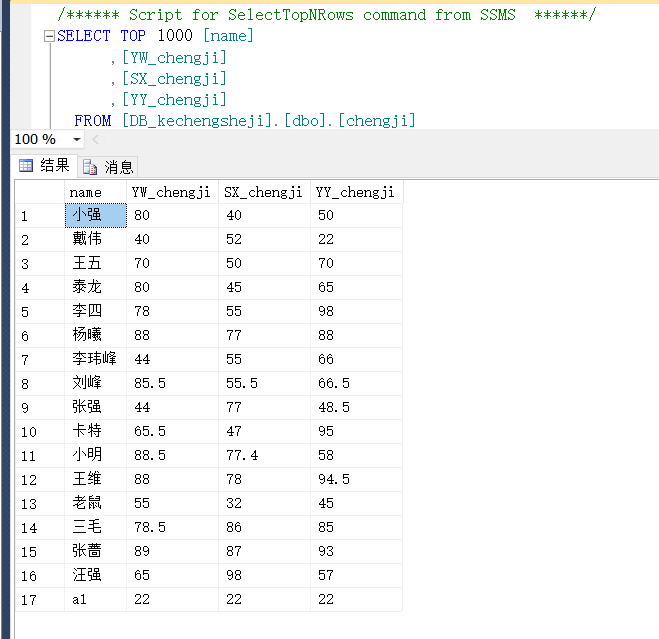 /****** Script for SelectTopNRows command from SSMS  ******/
SELECT TOP 1000 [name]
,[YW_chengji]
,[SX_chengji]
,[YY_chengji]
FROM [DB_kechengsheji].[dbo].[chengji]
100 %
结果 消息
name YW_chengji SX_chengji YY_chengji
1 小强 80 40 50
2 戴伟 40 52 22
3 王五 70 50 70
4 泰龙 80 45 65
5 李四 78 55 98
6 杨曦 88 77 88
7 李玮峰 44 55 66
8 刘峰 85.5 55.5 66.5
9 张强 44 77 48.5
10 卡特 65.5 47 95
11 小明 88.5 77.4 58
12 王维 88 78 94.5
13 老鼠 55 32 45
14 三毛 78.5 86 85
15 张蔷 89 87 93
16 汪强 65 98 57
17 a1 22 22 22